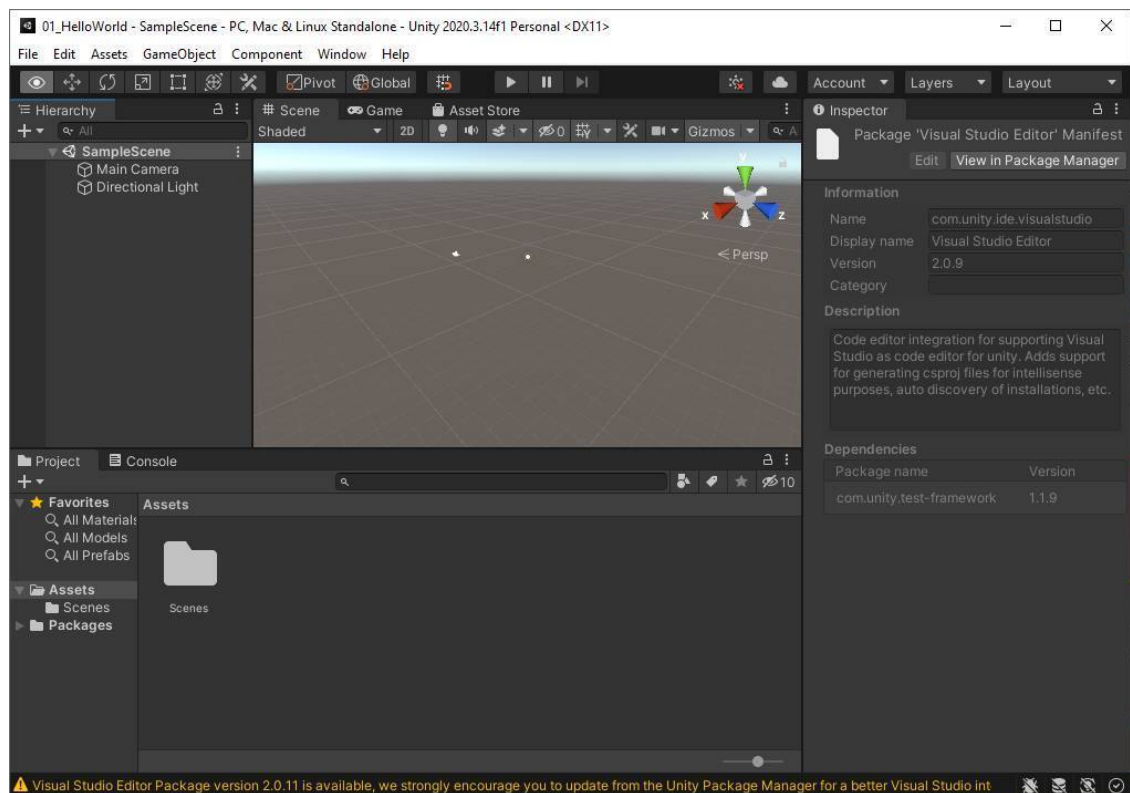 01_HelloWorld - SampleScene - PC, Mac & Linux Standalone - Unity 2020.3.14f1 Personal <DX11>
File Edit Assets GameObject Component Window Help
Pivot Global Account Layers Layout
Hierarchy
All
SampleScene
Main Camera
Directional Light
Scene Game Asset Store
Shaded 2D 0 Gizmos A
y
x z
Persp
Inspector
Package 'Visual Studio Editor' Manifest
Edit View in Package Manager
Information
Name com.unity.ide.visualstudio
Display name Visual Studio Editor
Version 2.0.9
Category
Description
Code editor integration for supporting Visual
Studio as code editor for unity. Adds support
for generating csproj files for intellisense
purposes, auto discovery of installations, etc.
Dependencies
Package name Version
com.unity.test-framework 1.1.9
Project Console
10
Favorites
All Materials
All Models
All Prefabs
Assets
Scenes
Packages
Assets
Scenes
Visual Studio Editor Package version 2.0.11 is available, we strongly encourage you to update from the Unity Package Manager for a better Visual Studio int